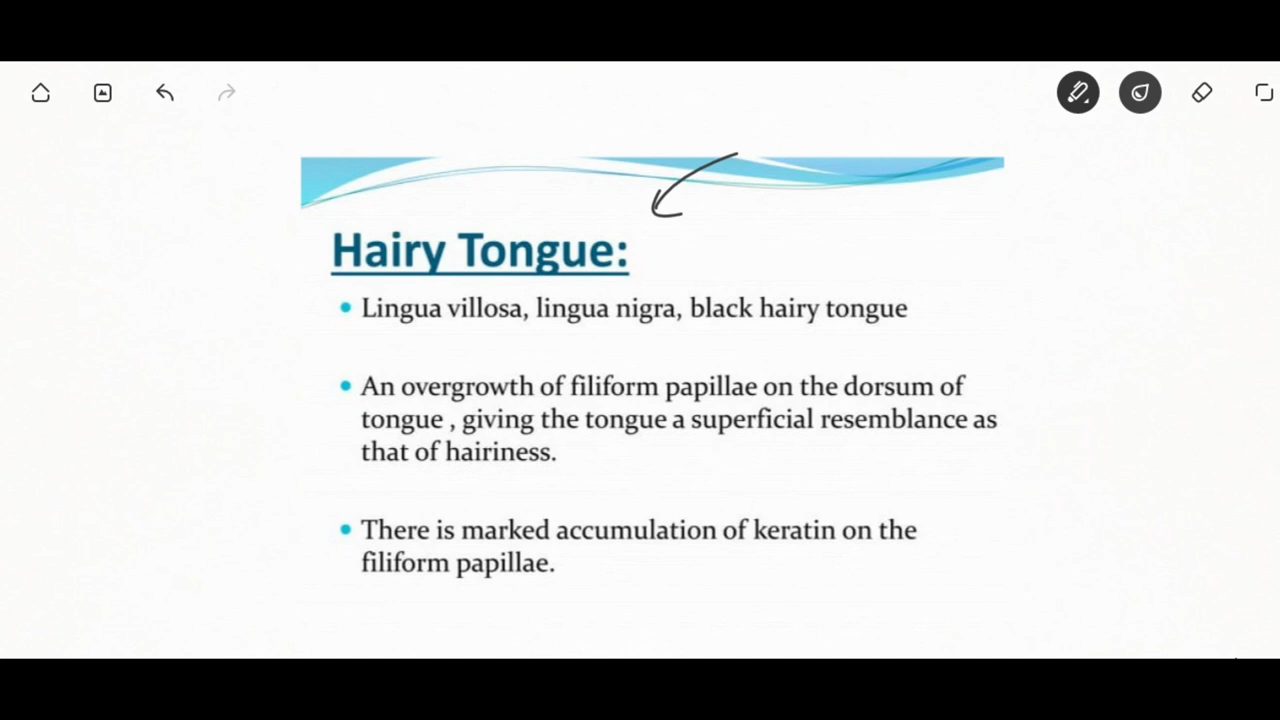 Hairy Tongue:
Lingua villosa, lingua nigra, black hairy tongue
An overgrowth of filiform papillae on the dorsum of
tongue , giving the tongue a superficial resemblance as
that of hairiness.
There is marked accumulation of keratin on the
filiform papillae.